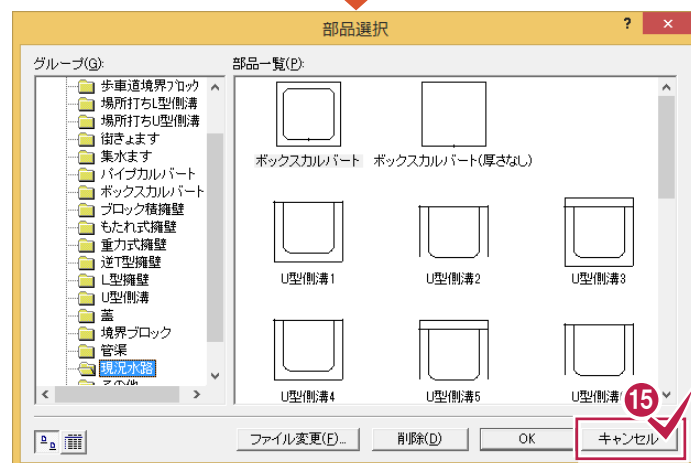 部品選択
? ×
グループ(G):
部品一覧(P):
歩車道境界ブロック
場所打ちL型側溝
場所打ちU型側溝
街きょます
集水ます
パイプカルバート
ボックスカルバート
ブロック積擁壁
もたれ式擁壁
重力式擁壁
逆T型擁壁
L型擁壁
U型側溝
蓋
境界ブロック
管渠
現況水路
その他
ボックスカルバート
ボックスカルバート(厚さなし)
U型側溝1
U型側溝2
U型側溝3
U型側溝4
U型側溝5
U型側溝
15
ファイル変更(F)...
削除(D)
OK
キャンセル